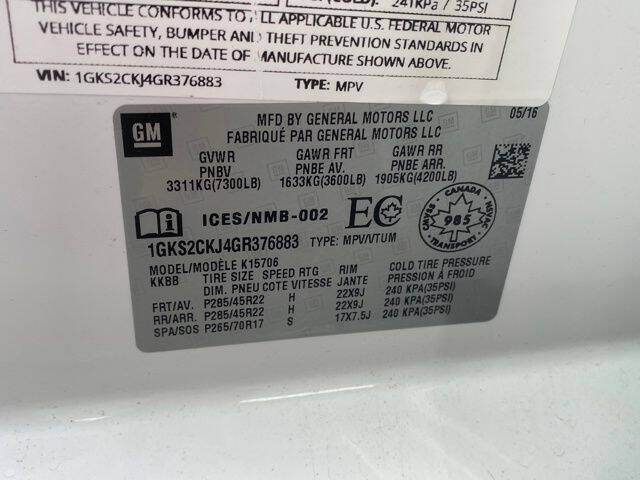 241KPa / 35PSI
THIS VEHICLE CONFORMS TO ALL APPLICABLE U.S. FEDERAL MOTOR
VEHICLE SAFETY, BUMPER AND THEFT PREVENTION STANDARDS
IN EFFECT ON THE DATE OF MANUFACTURE SHOWN ABOVE.
VIN: 1GKS2CKJ4GR376883 TYPE: MPV
GM
MFD BY GENERAL MOTORS LLC 05/16
FABRIQUÉ PAR GENERAL MOTORS LLC
GVWR GAWR FRT GAWR RR
PNBV PNBE AV. PNBE ARR.
3311KG(7300LB) 1633KG(3600LB) 1905KG(4200LB)
ICES/NMB-002 EC
CANADA
SVAC NSVAC
985
TRANSPORT
1GKS2CKJ4GR376883 TYPE: MPV/VTUM
MODEL/MODÈLE K15706
KKBB TIRE SIZE SPEED RTG RIM COLD TIRE PRESSURE
DIM. PNEU COTE VITESSE JANTE PRESSION À FROID
FRT/AV. P285/45R22 H 22X9J 240 KPA(35PSI)
RR/ARR. P285/45R22 H 22X9J 240 KPA(35PSI)
SPA/SOS P265/70R17 S 17X7.5J 240 KPA(35PSI)